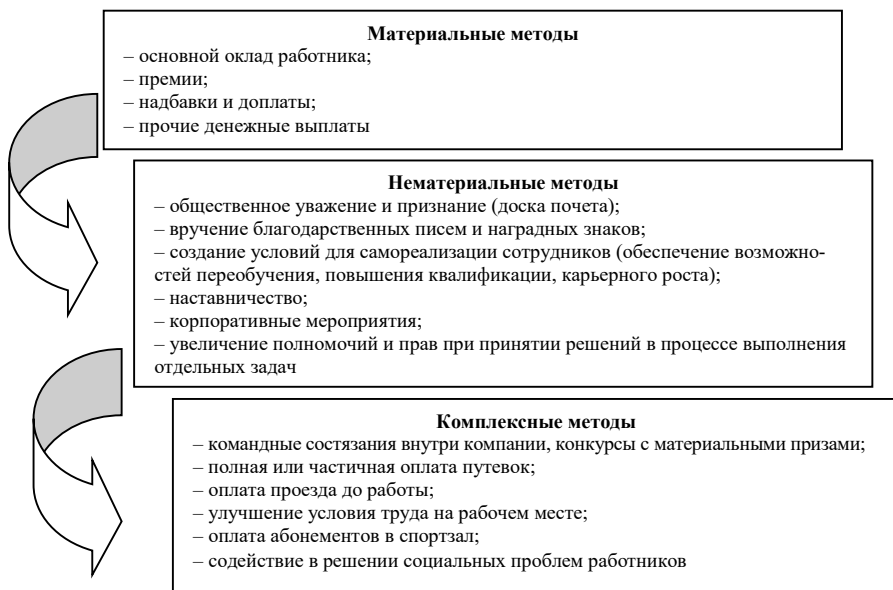 Материальные методы
– основной оклад работника;
– премии;
– надбавки и доплаты;
– прочие денежные выплаты
Нематериальные методы
– общественное уважение и признание (доска почета);
– вручение благодарственных писем и наградных знаков;
– создание условий для самореализации сотрудников (обеспечение возможно-
стей переобучения, повышения квалификации, карьерного роста);
– наставничество;
– корпоративные мероприятия;
– увеличение полномочий и прав при принятии решений в процессе выполнения
отдельных задач
Комплексные методы
– командные состязания внутри компании, конкурсы с материальными призами;
– полная или частичная оплата путевок;
– оплата проезда до работы;
– улучшение условия труда на рабочем месте;
– оплата абонементов в спортзал;
– содействие в решении социальных проблем работников